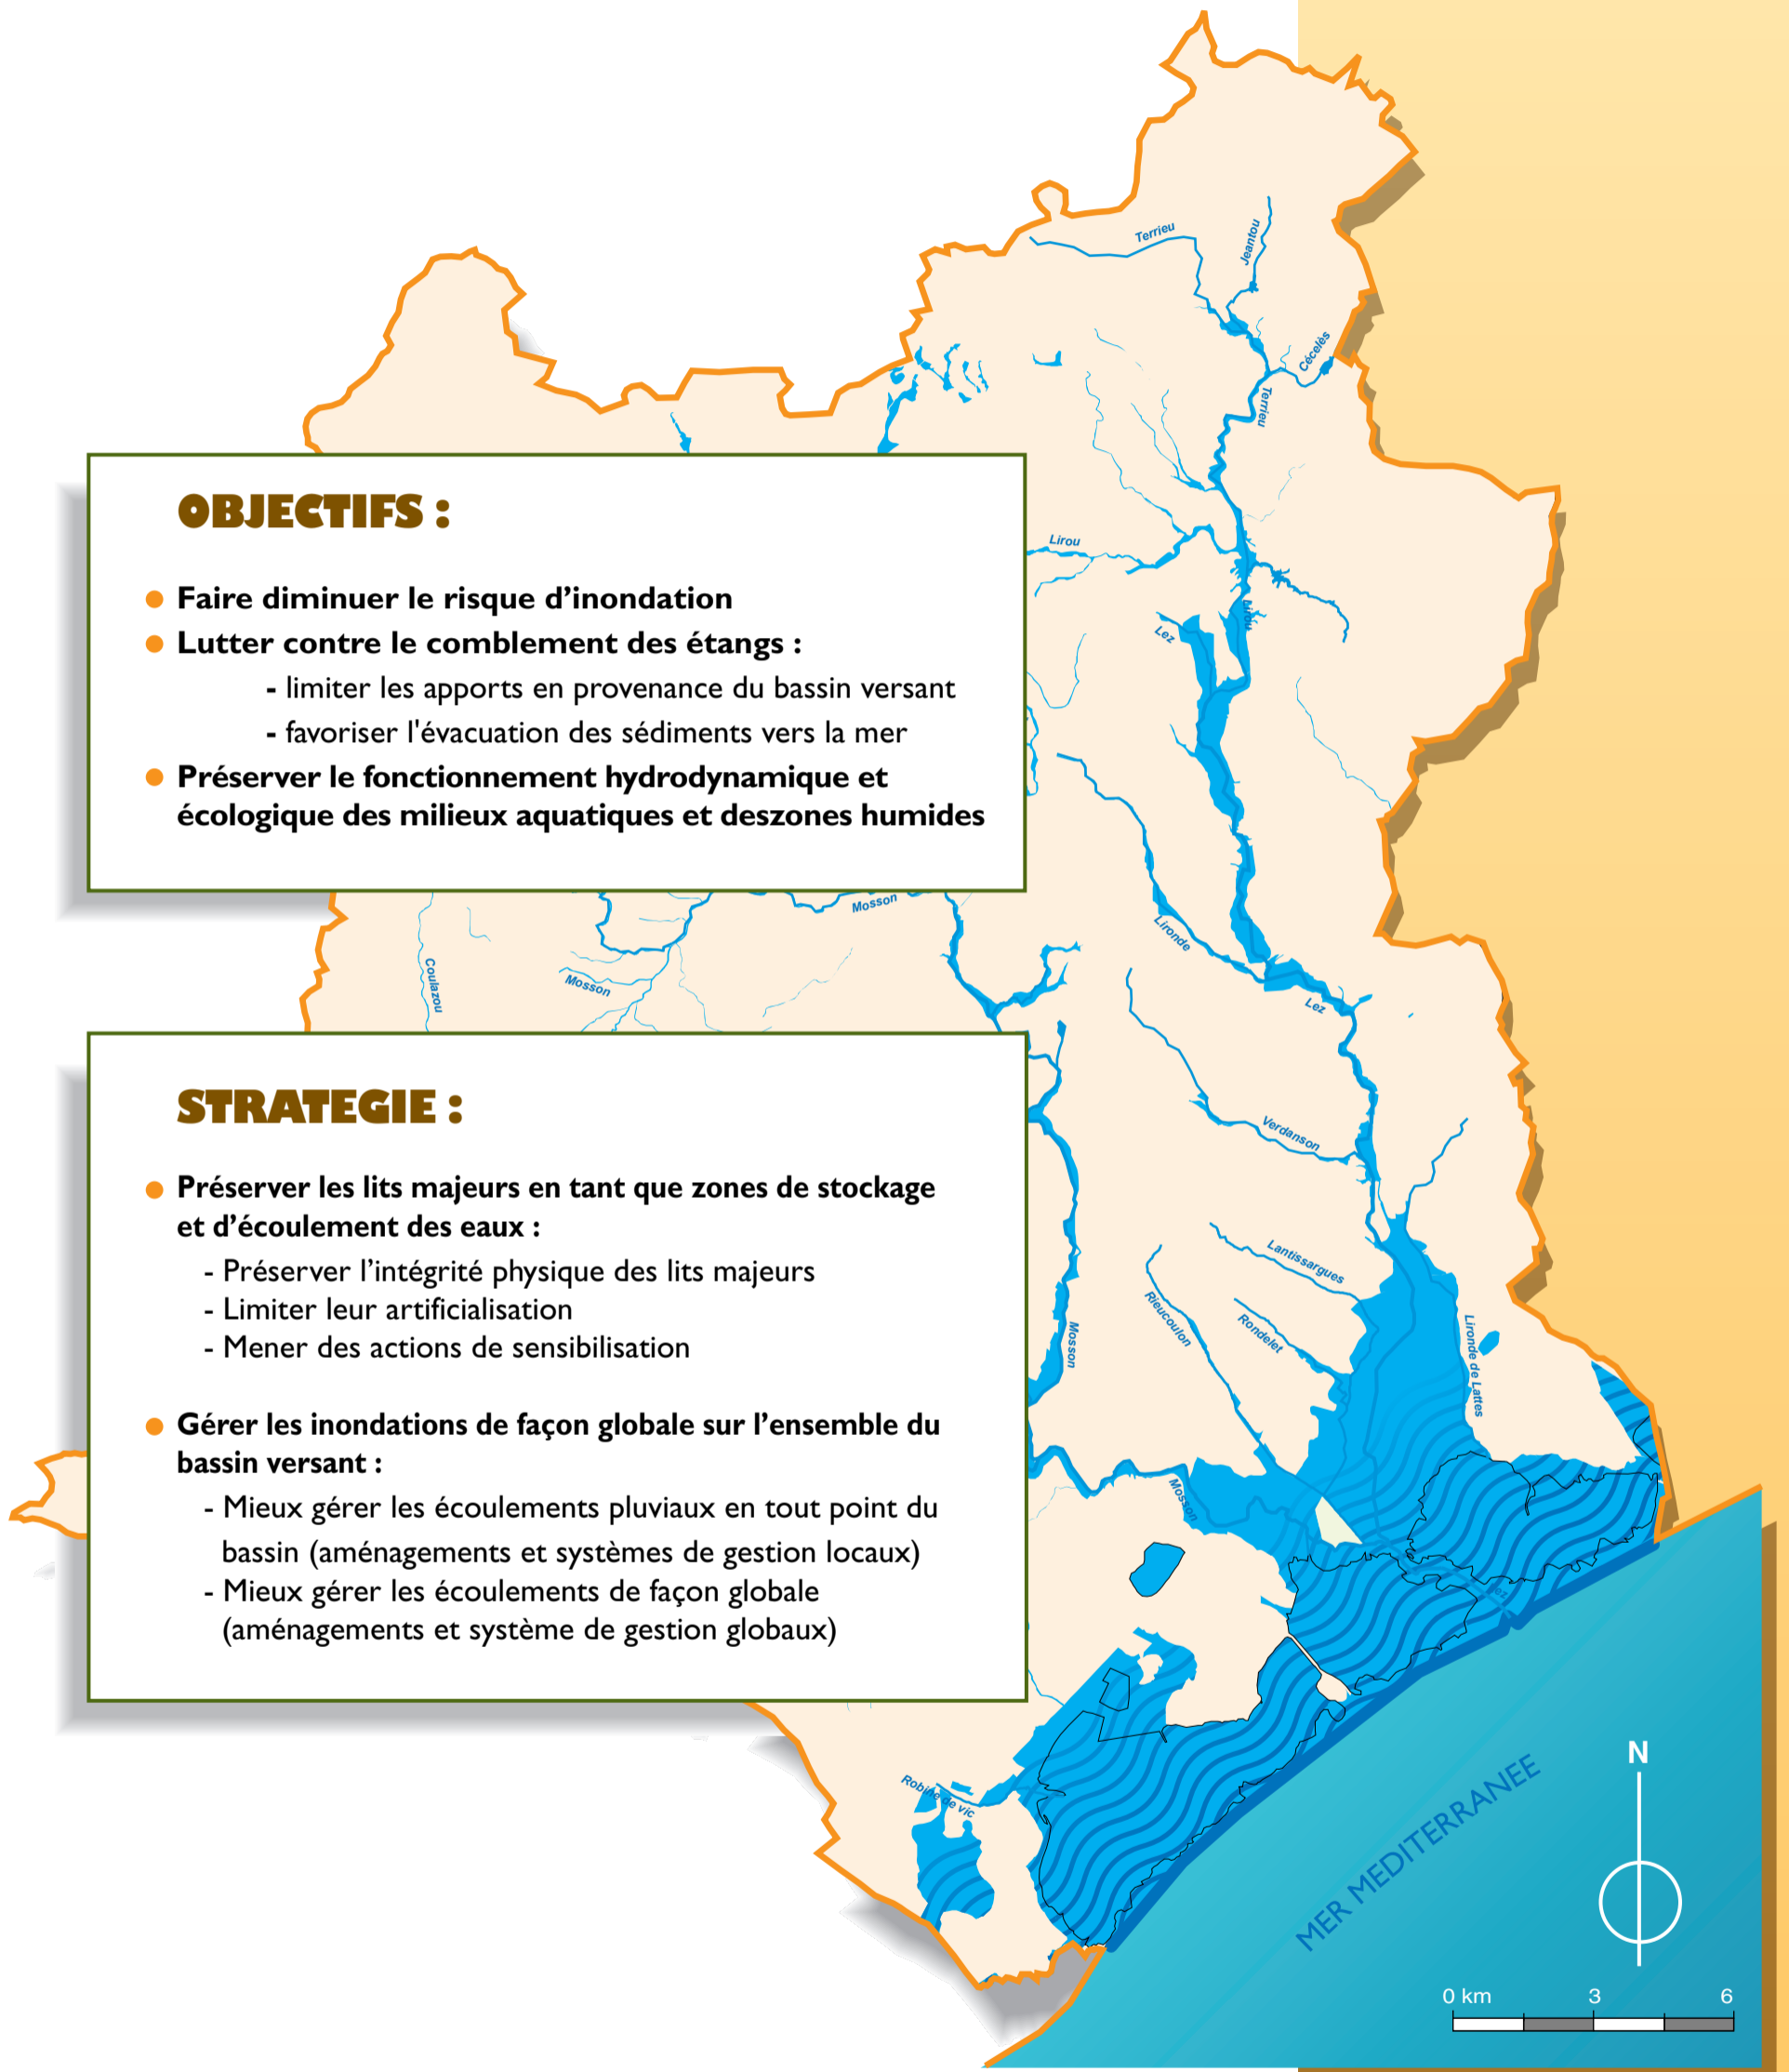 Terrieu
Jeantou
Cécelès
Terrieu
OBJECTIFS :
Faire diminuer le risque d’inondation
Lutter contre le comblement des étangs :
- limiter les apports en provenance du bassin versant
- favoriser l'évacuation des sédiments vers la mer
Préserver le fonctionnement hydrodynamique et
écologique des milieux aquatiques et deszones humides
Lirou
Lirou
Lez
Mosson
Lironde
Coulazou
Mosson
Lez
STRATEGIE :
Préserver les lits majeurs en tant que zones de stockage
et d’écoulement des eaux :
- Préserver l’intégrité physique des lits majeurs
- Limiter leur artificialisation
- Mener des actions de sensibilisation
Gérer les inondations de façon globale sur l’ensemble du
bassin versant :
- Mieux gérer les écoulements pluviaux en tout point du
bassin (aménagements et systèmes de gestion locaux)
- Mieux gérer les écoulements de façon globale
(aménagements et système de gestion globaux)
Verdanson
Lantissargues
Rieucoulon
Rondelet
Mosson
Lironde de Lattes
Mosson
Lez
Robine de vic
MER MEDITERRANEE
N
0 km 3 6